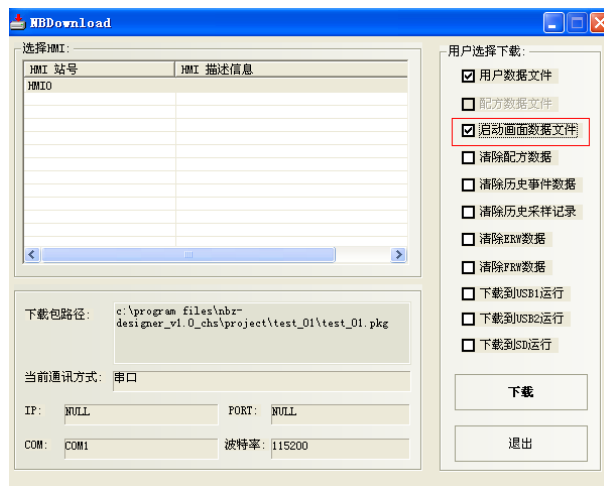 NBDownload
选择HMI:
HMI 站号
HMI 描述信息
HMI0
下载包路径:
c:\program files\nbz-
designer_v1.0_chs\project\test_01\test_01.pkg
当前通讯方式:
串口
IP:
NULL
PORT:
NULL
COM:
COM1
波特率:
115200
用户选择下载:
用户数据文件
配方数据文件
启动画面数据文件
清除配方数据
清除历史事件数据
清除历史采样记录
清除ERW数据
清除FRW数据
下载到USB1运行
下载到USB2运行
下载到SD运行
下载
退出